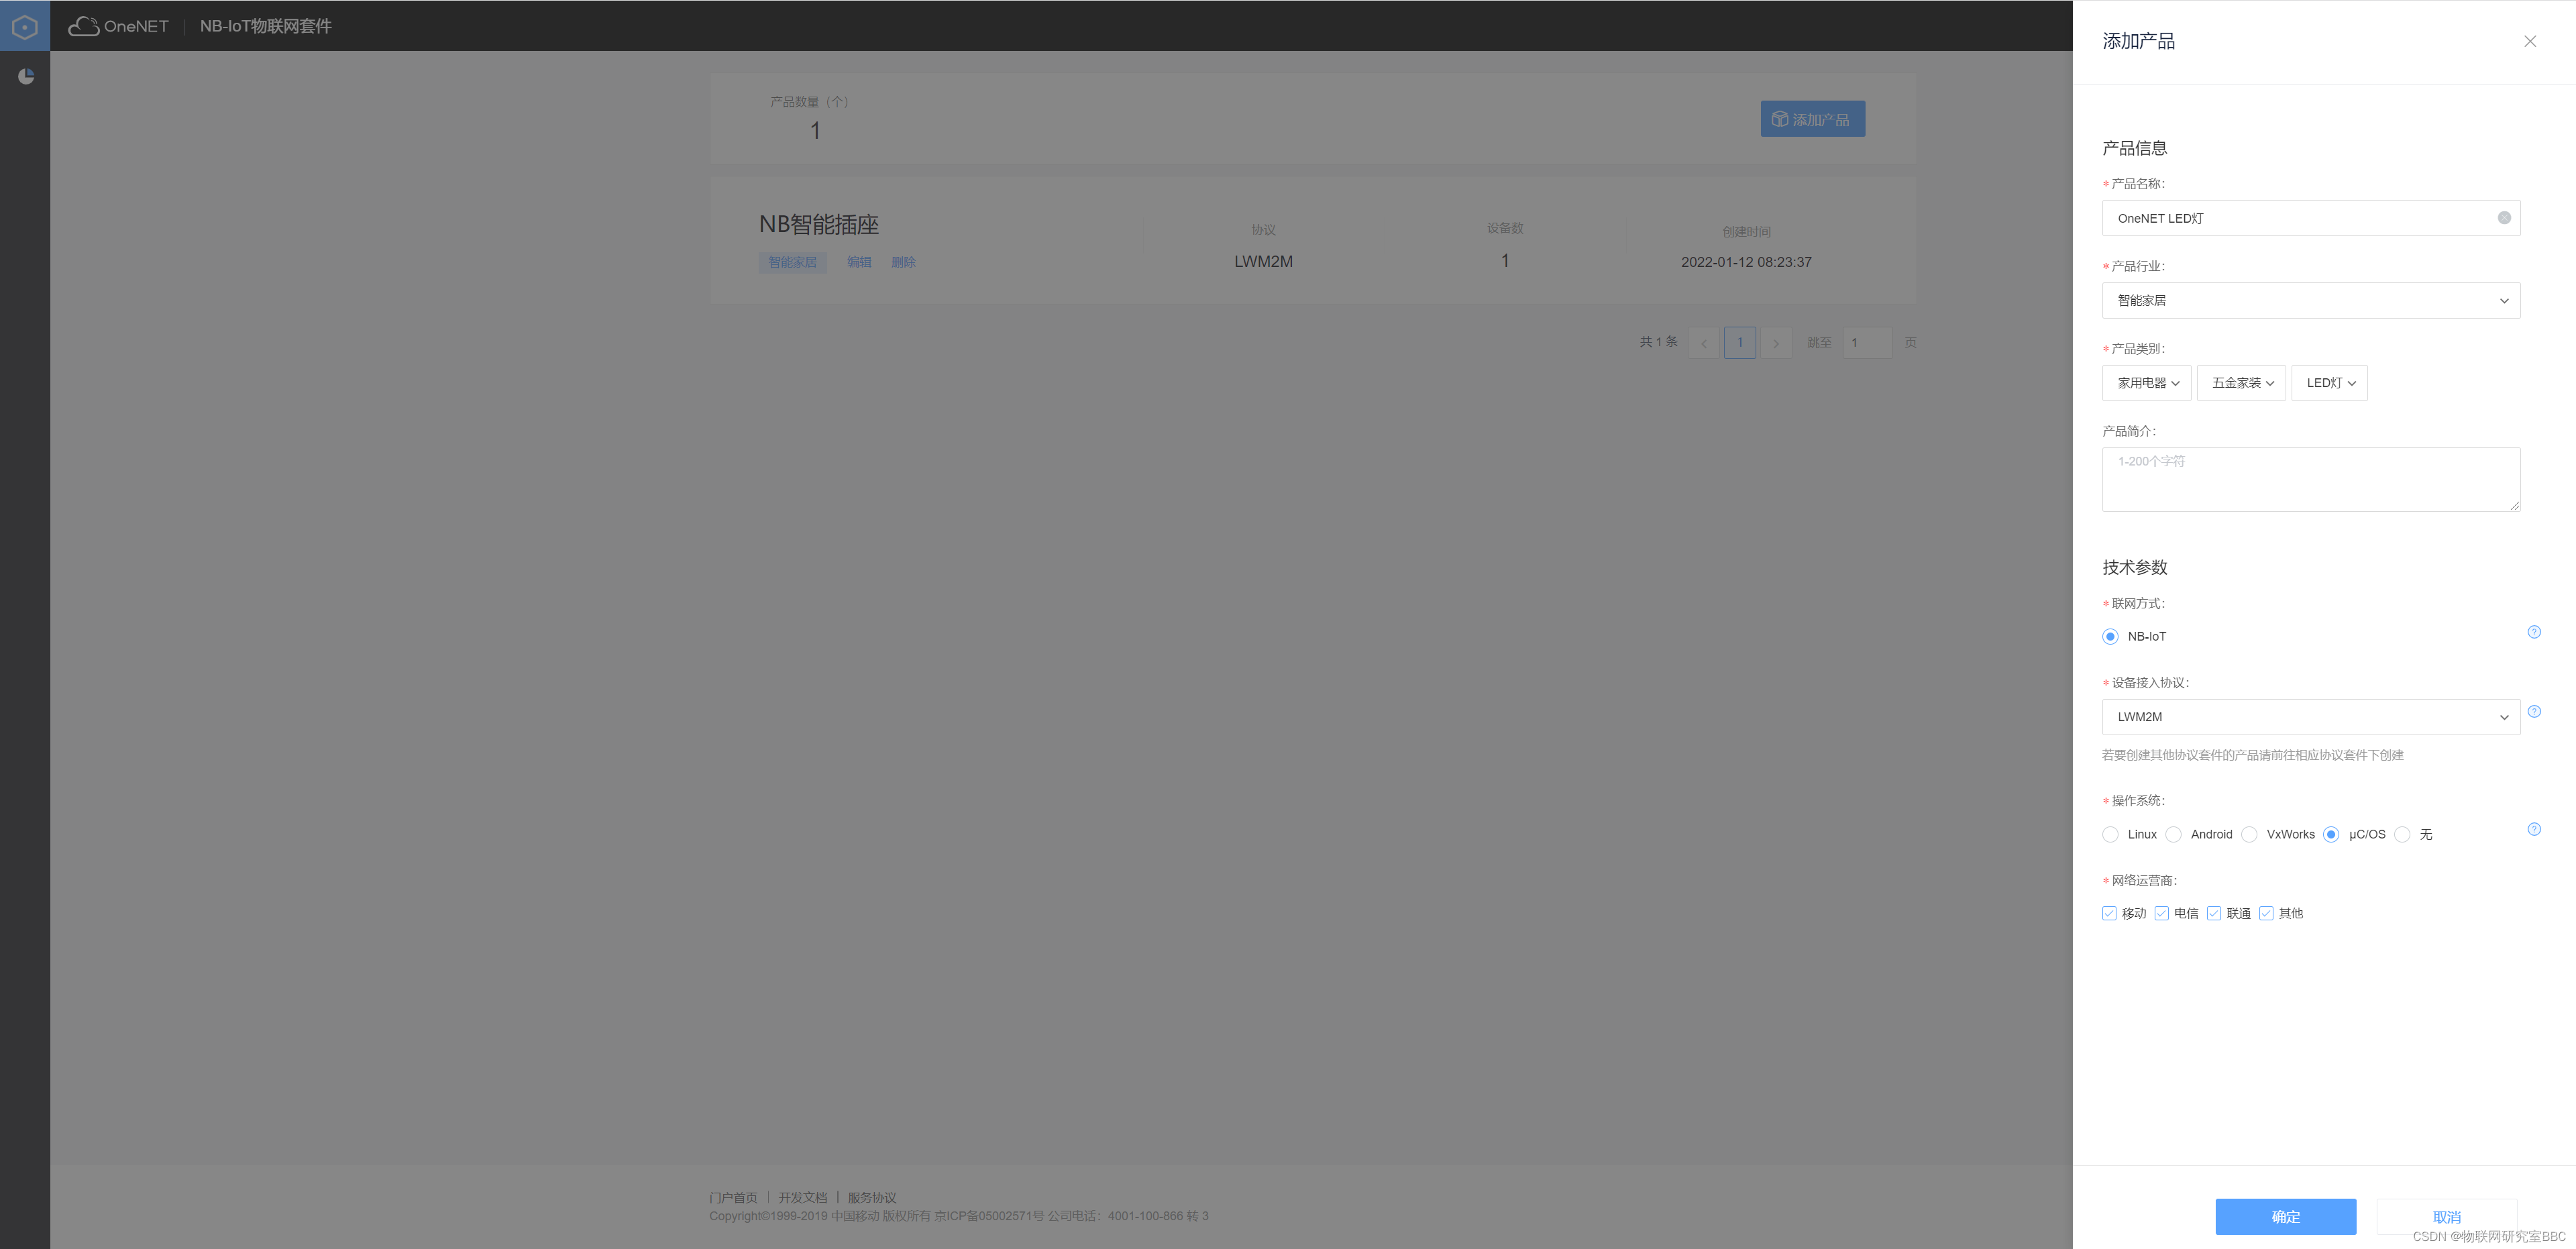 OneNET | NB-IoT物联网套件
产品数量（个）
1
添加产品
NB智能插座
智能家居 编辑 删除
协议
LWM2M
设备数
1
创建时间
2022-01-12 08:23:37
共 1 条 < 1 > 跳至 1 页
门户首页 | 开发文档 | 服务协议
Copyright©1999-2019 中国移动 版权所有 京ICP备05002571号 公司电话：4001-100-866 转 3
添加产品
产品信息
* 产品名称：
OneNET LED灯
* 产品行业：
智能家居
* 产品类别：
家用电器 五金家装 LED灯
产品简介：
1-200个字符
技术参数
* 联网方式：
NB-IoT
* 设备接入协议：
LWM2M
若要创建其他协议套件的产品请前往相应协议套件下创建
* 操作系统：
Linux Android VxWorks μC/OS 无
* 网络运营商：
移动 电信 联通 其他
确定 取消
CSDN @物联网研究室BBC